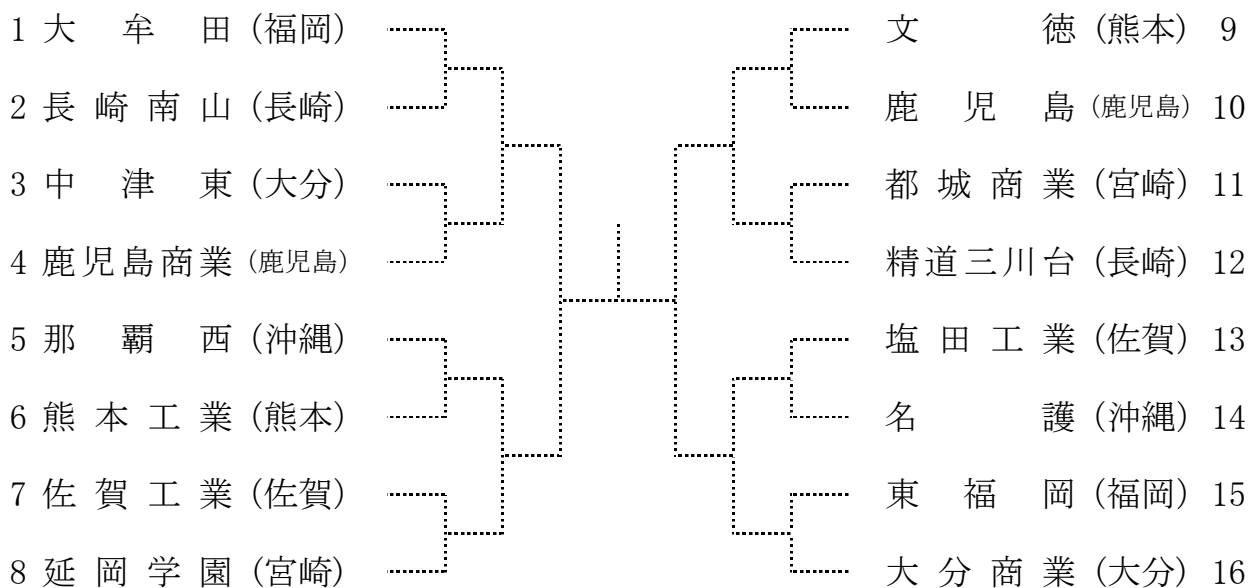 1 大牟田 (福岡)
2 長崎南山 (長崎)
3 中津東 (大分)
4 鹿児島商業 (鹿児島)
5 那覇西 (沖縄)
6 熊本工業 (熊本)
7 佐賀工業 (佐賀)
8 延岡学園 (宮崎)
文徳 (熊本) 9
鹿児島 (鹿児島) 10
都城商業 (宮崎) 11
精道三川台 (長崎) 12
塩田工業 (佐賀) 13
名護 (沖縄) 14
東福岡 (福岡) 15
大分商業 (大分) 16